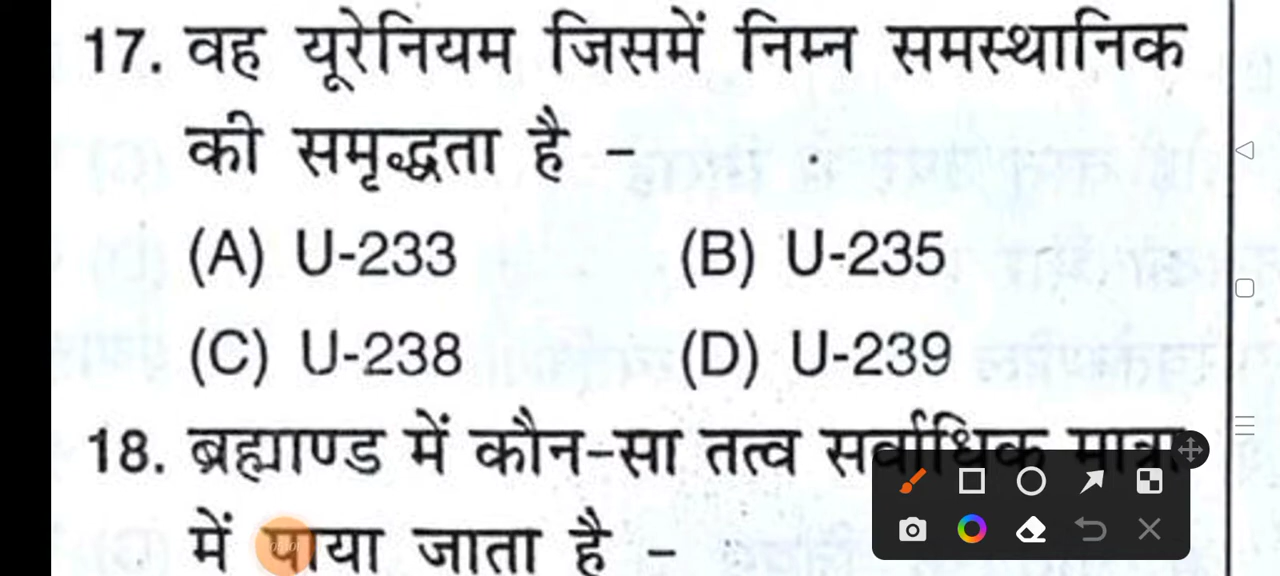 17. वह यूरेनियम जिसमें निम्न समस्थानिक
की समृद्धता है -
(A) U-233 (B) U-235
(C) U-238 (D) U-239
18. ब्रह्माण्ड में कौन-सा तत्व सर्वाधिक मात्रा
में पाया जाता है -